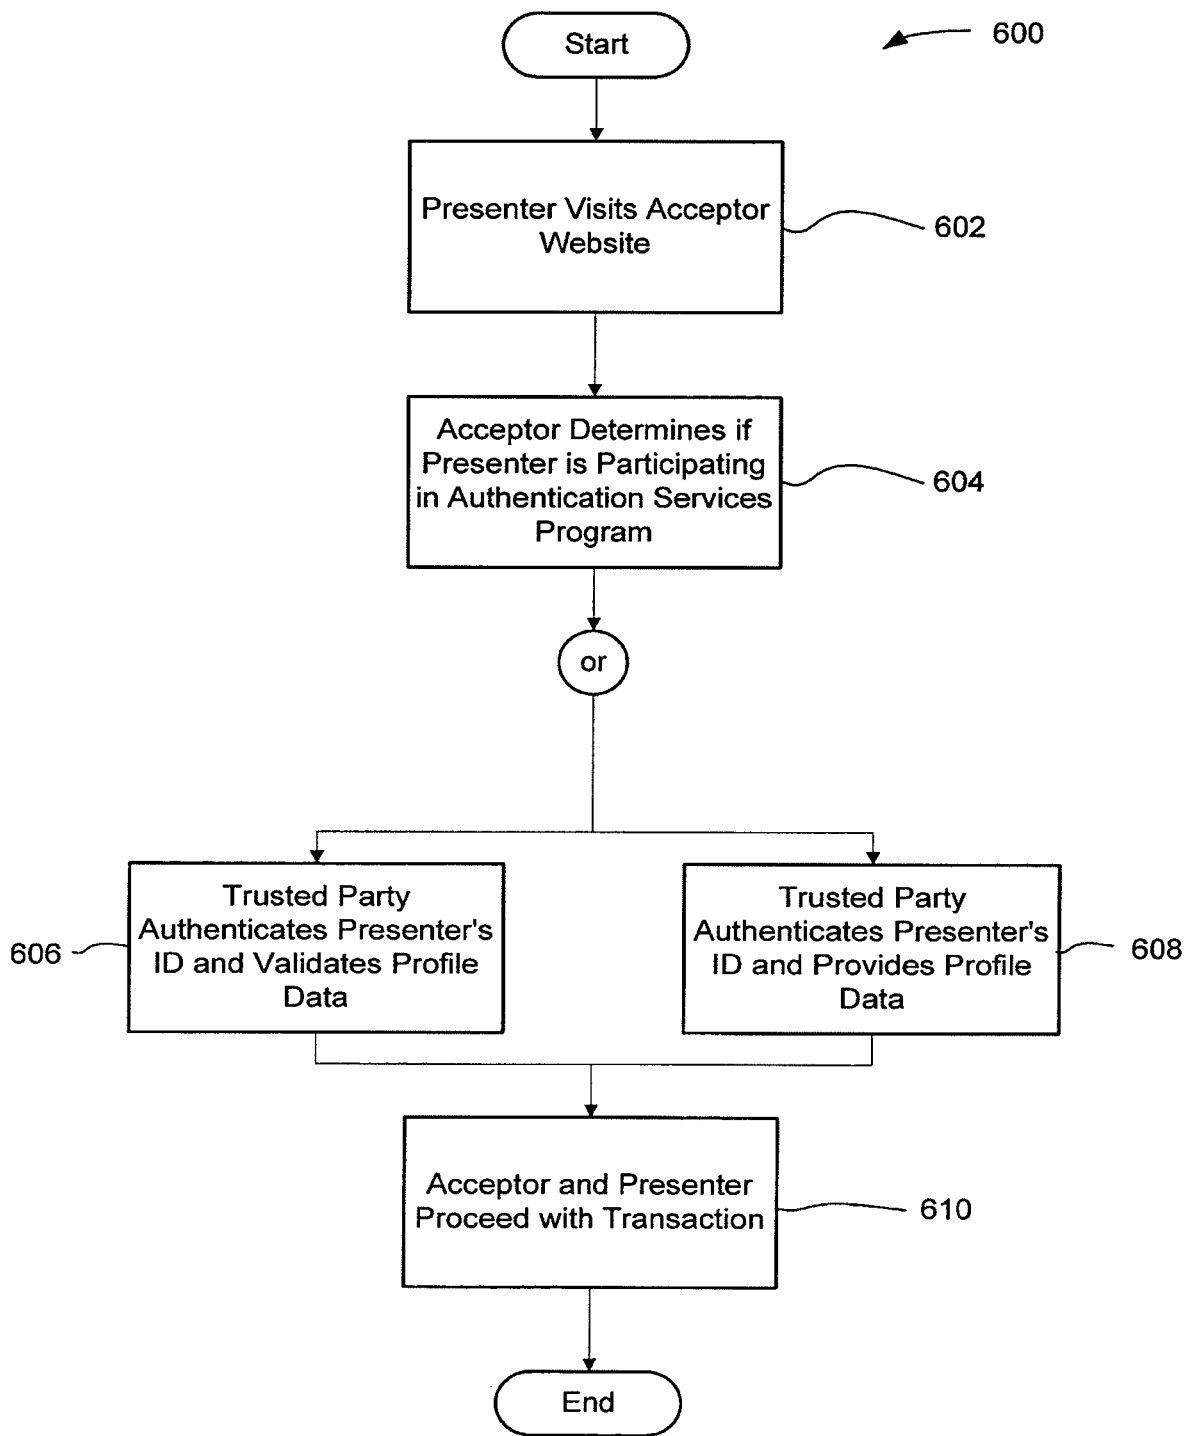 Start
600
Presenter Visits Acceptor
Website
602
Acceptor Determines if
Presenter is Participating
in Authentication Services
Program
604
or
Trusted Party
Authenticates Presenter's
ID and Validates Profile
Data
606
Trusted Party
Authenticates Presenter's
ID and Provides Profile
Data
608
Acceptor and Presenter
Proceed with Transaction
610
End